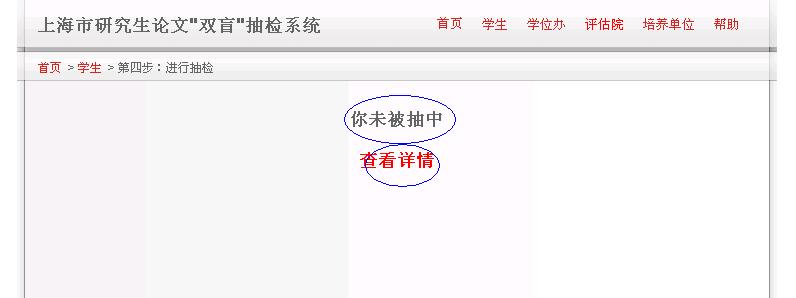 上海市研究生论文"双盲"抽检系统 首页 学生 学位办 评估院 培养单位 帮助
首页 > 学生 > 第四步：进行抽检
你未被抽中
查看详情